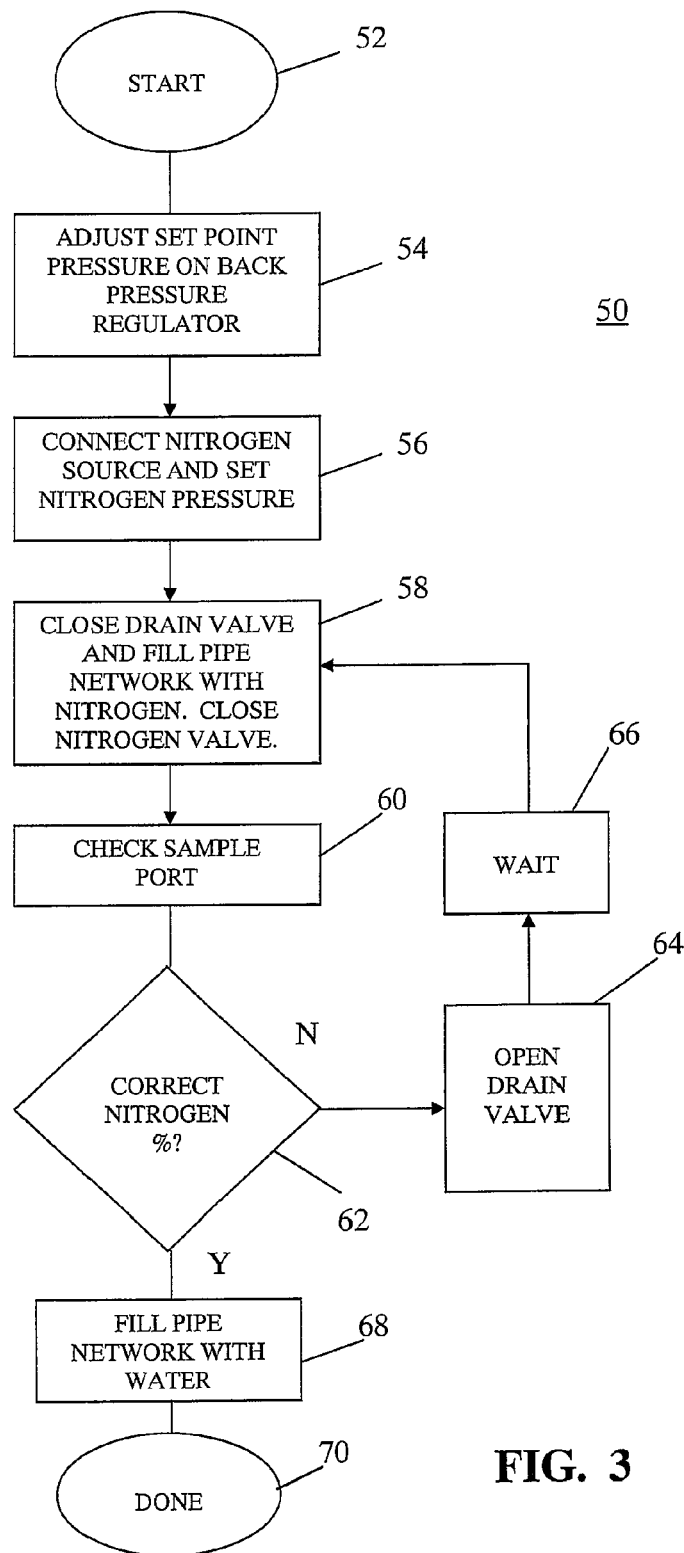 52
START
ADJUST SET POINT
PRESSURE ON BACK
PRESSURE
REGULATOR
54
50
CONNECT NITROGEN
SOURCE AND SET
NITROGEN PRESSURE
56
58
CLOSE DRAIN VALVE
AND FILL PIPE
NETWORK WITH
NITROGEN. CLOSE
NITROGEN VALVE.
66
WAIT
60
CHECK SAMPLE
PORT
64
OPEN
DRAIN
VALVE
N
CORRECT
NITROGEN
%?
62
Y
FILL PIPE
NETWORK WITH
WATER
68
70
DONE
FIG. 3